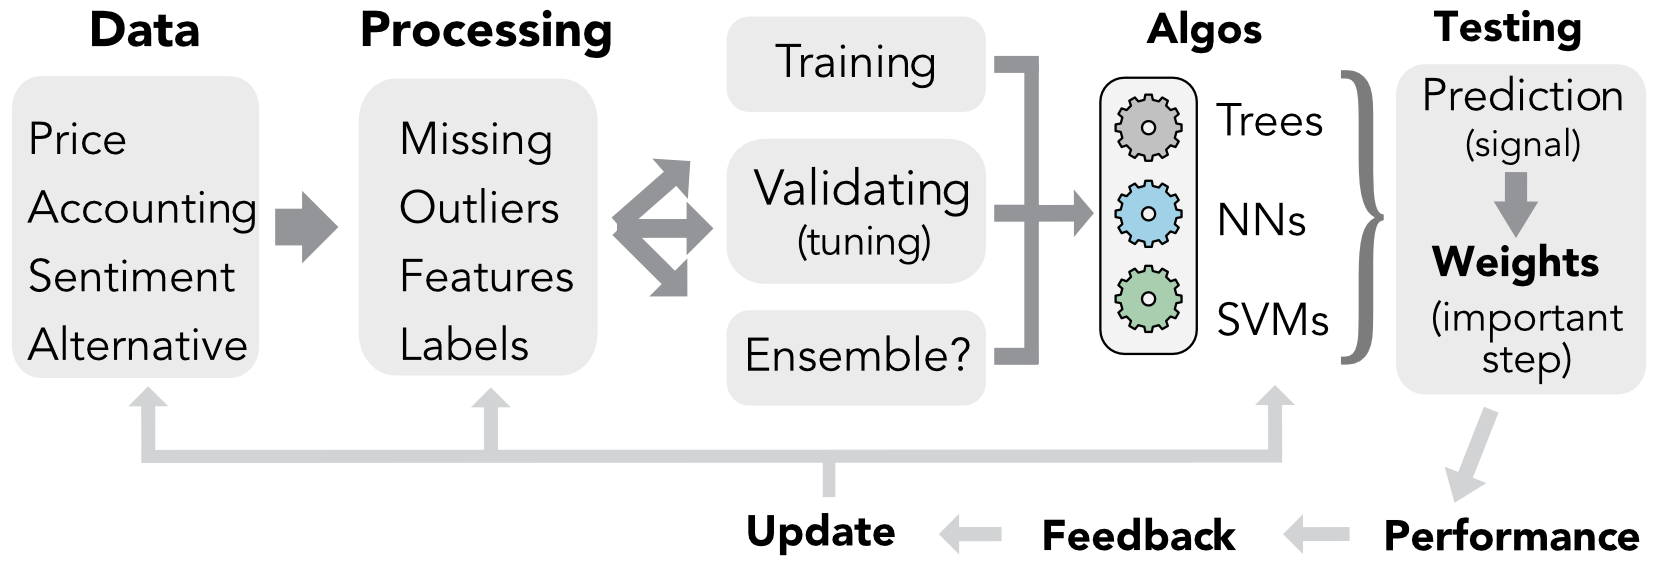 Data
Price
Accounting
Sentiment
Alternative
Processing
Missing
Outliers
Features
Labels
Training
Validating
(tuning)
Ensemble?
Algos
Trees
NNs
SVMs
Testing
Prediction
(signal)
Weights
(important
step)
Performance
Feedback
Update